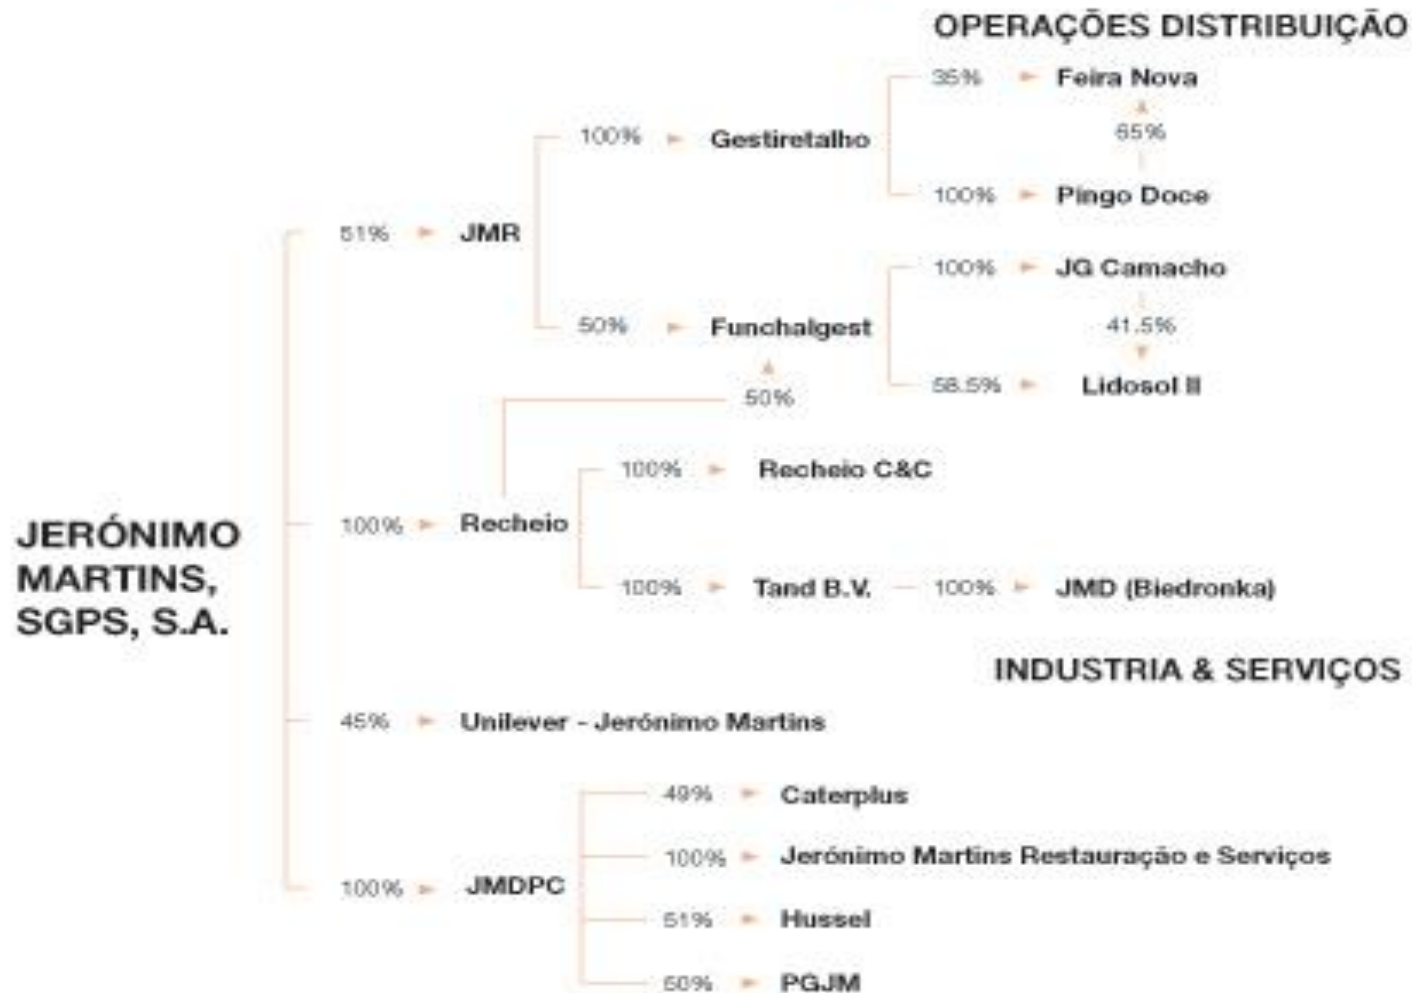 OPERAÇÕES DISTRIBUIÇÃO
35% Feira Nova
65%
100% Gestiretalho
100% Pingo Doce
51% JMR
100% JG Camacho
41.5%
50% Funchalgest
58.5% Lidosol II
50%
100% Recheio C&C
100% Recheio
JERÓNIMO
MARTINS,
SGPS, S.A.
100% Tand B.V. 100% JMD (Biedronka)
INDUSTRIA & SERVIÇOS
45% Unilever - Jerónimo Martins
49% Caterplus
100% Jerónimo Martins Restauração e Serviços
100% JMDPC
51% Hussel
50% PGJM